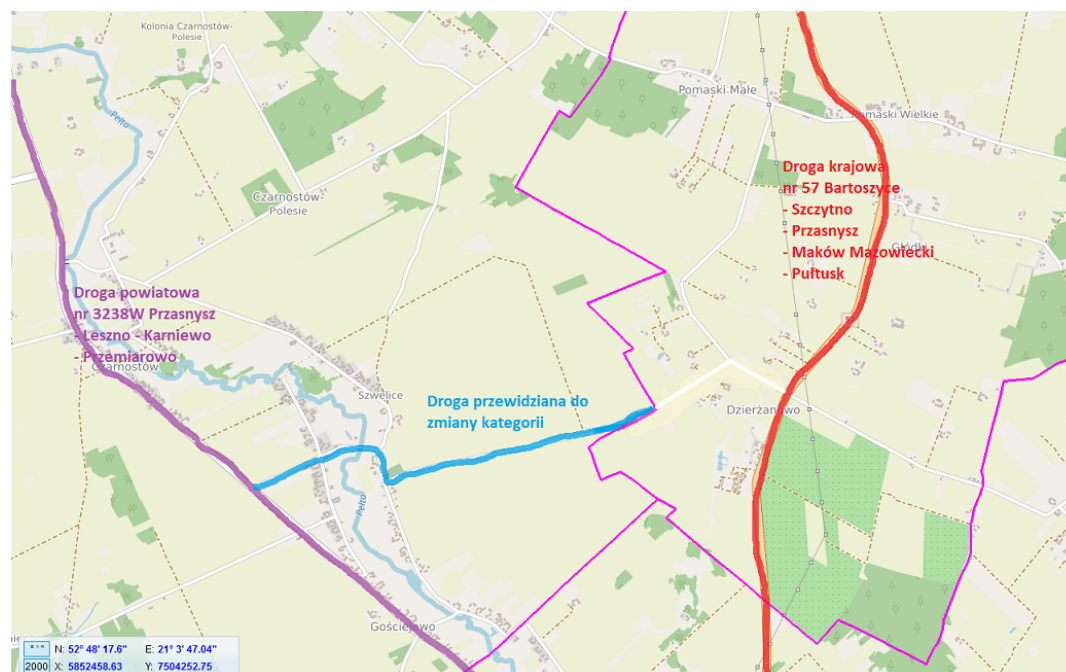 Kolonia Czarnostów-
Polesie
Pełta
Pomaski Małe
Pomaski Wielkie
Droga krajowa
nr 57 Bartoszyce
- Szczytno
- Przasnysz
- Maków Mazowiecki
- Pułtusk
Czarnostów-
Polesie
Głódki
Droga powiatowa
nr 3238W Przasnysz
- Leszno - Karniewo
- Przemiarowo
Czarnostów
Szwelice
Droga przewidziana do
zmiany kategorii
Dzierżanowo
Pełta
Gościejewo
° ' " N: 52° 48' 17.6" E: 21° 3' 47.04"
2000 X: 5852458.63 Y: 7504252.75